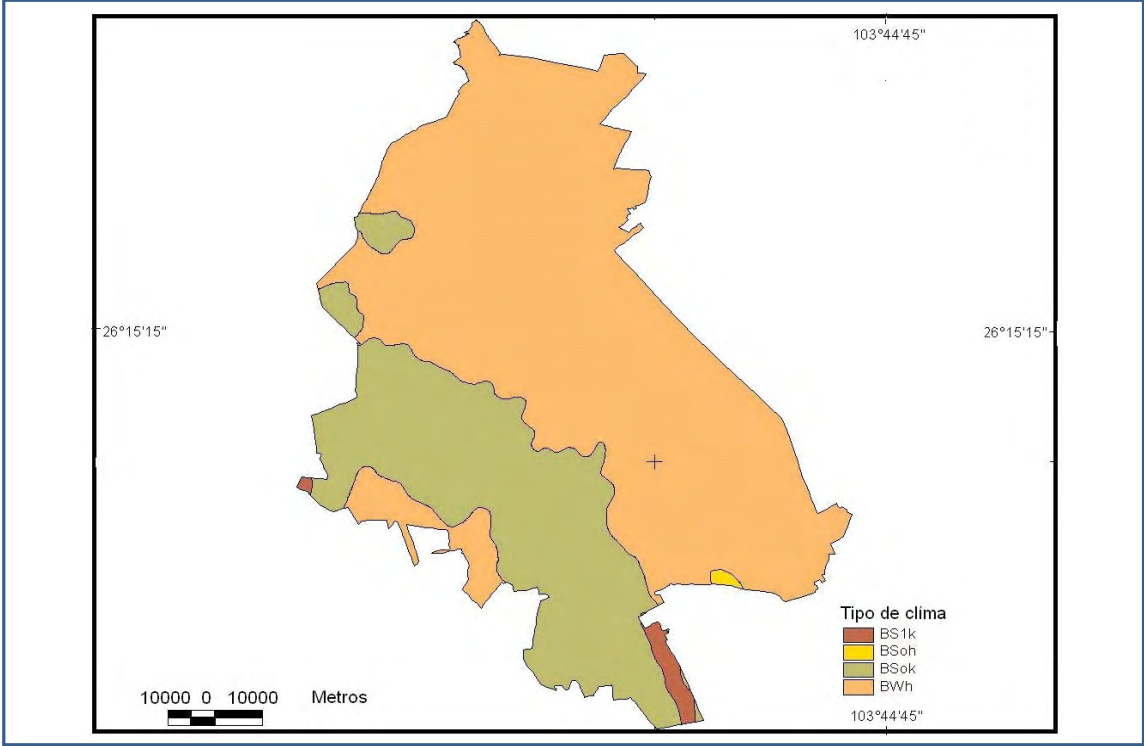 103°44'45"
26°15'15" 26°15'15"
Tipo de clíma
BS1k
BSoh
BSok
BWh
10000 0 10000 Metros
103°44'45"